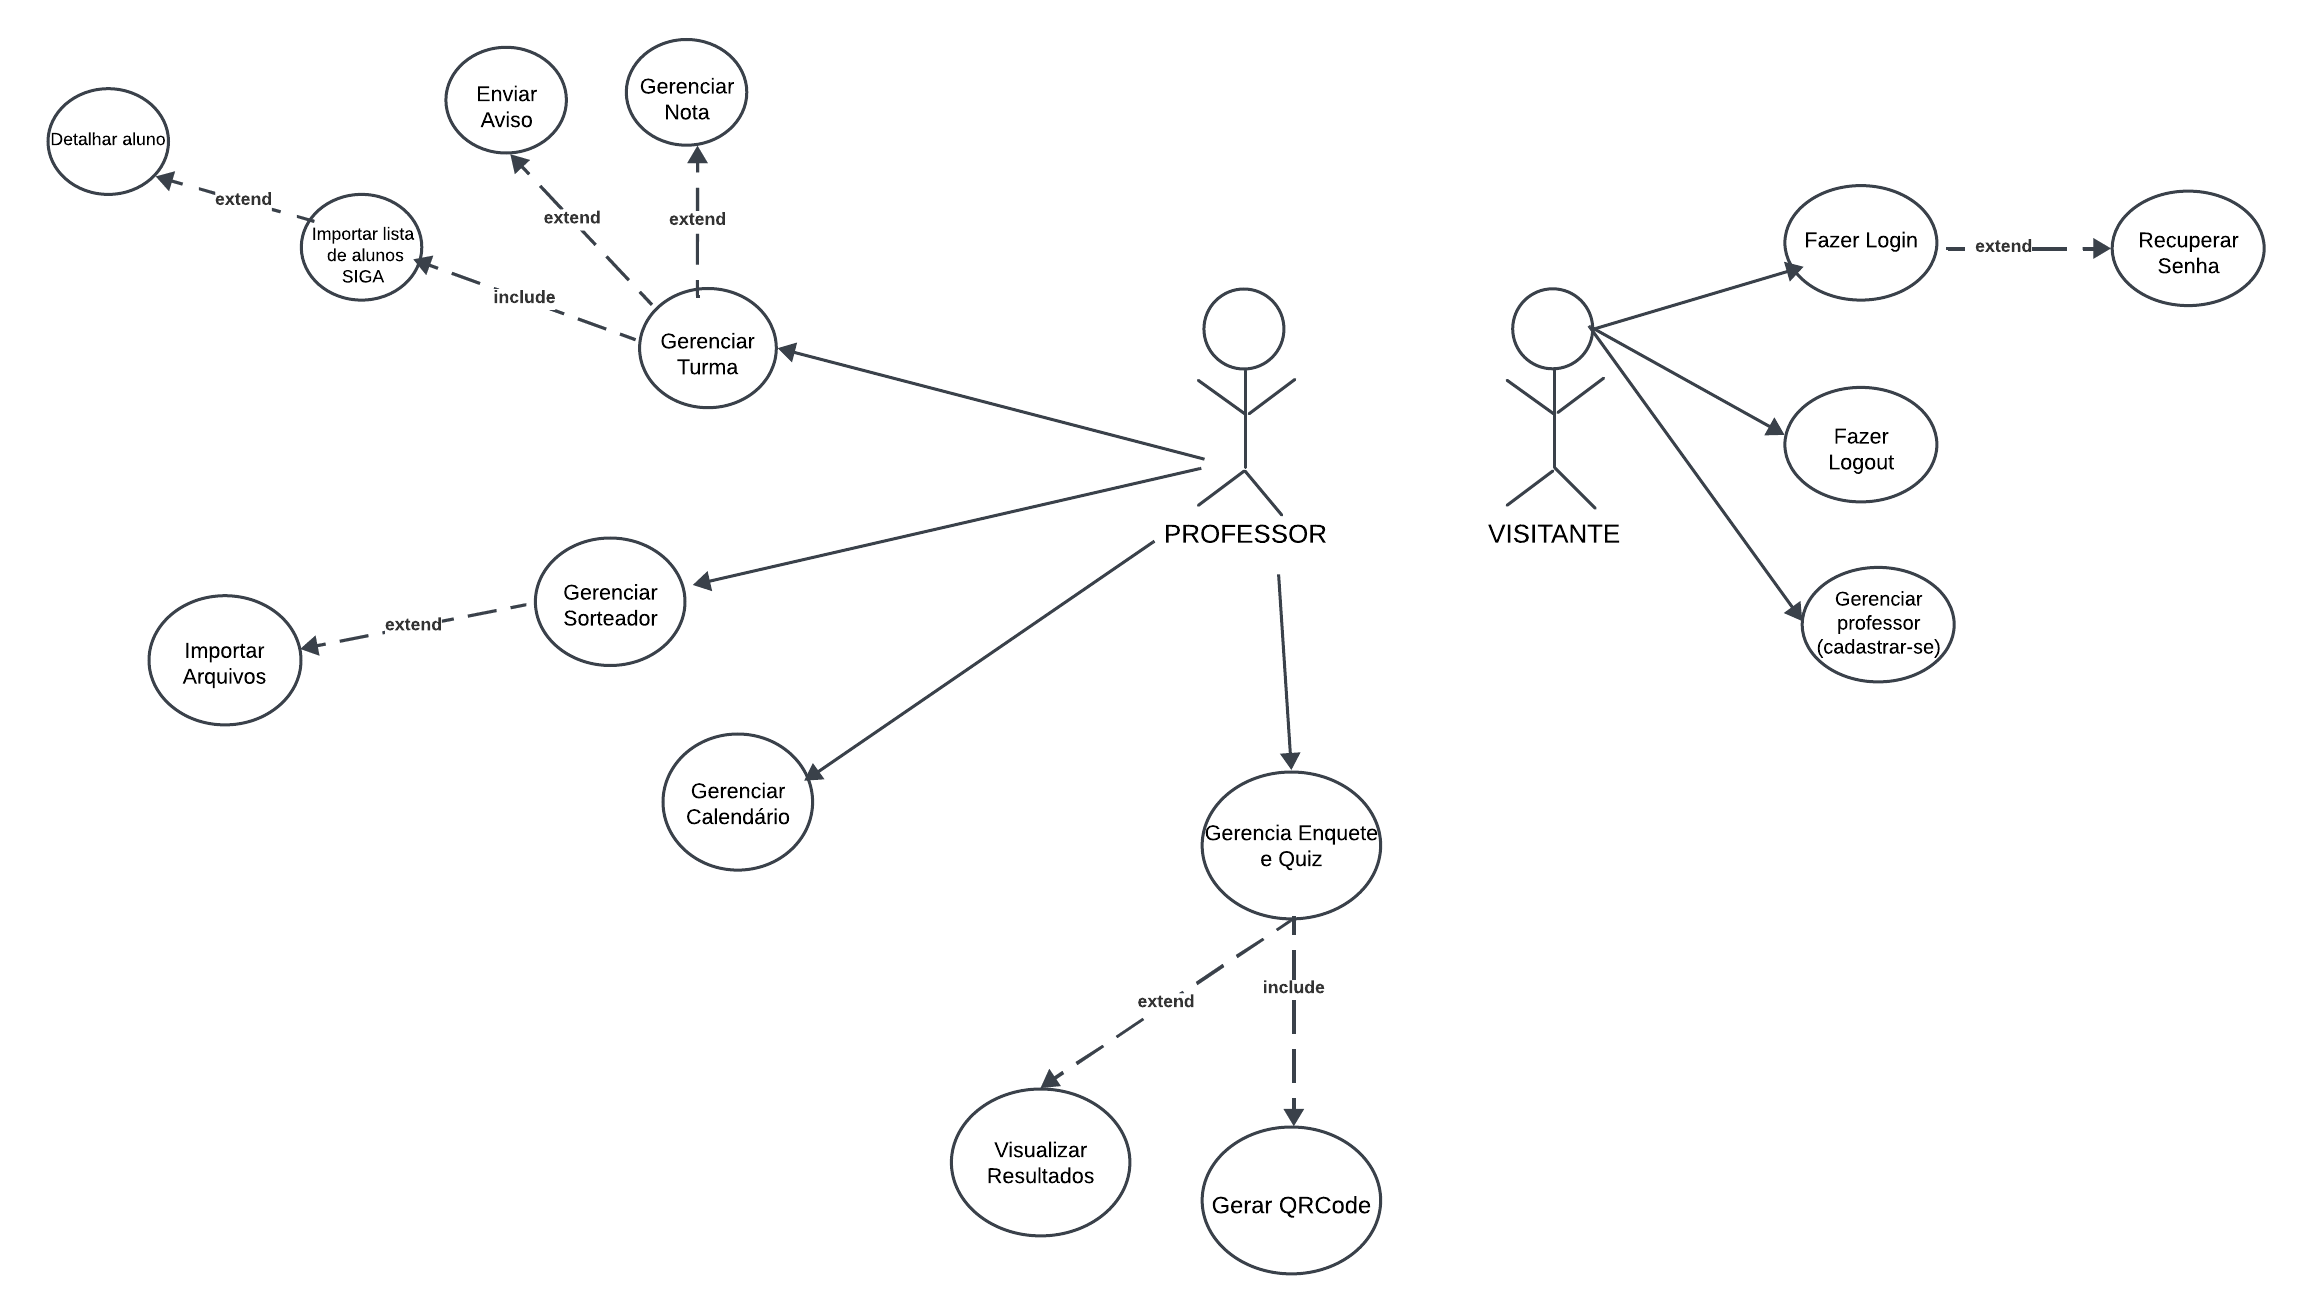 Enviar
Aviso
Gerenciar
Nota
Detalhar aluno
extend
extend
extend
Importar lista
de alunos
SIGA
include
Gerenciar
Turma
Fazer Login
extend
Recuperar
Senha
Fazer
Logout
PROFESSOR
VISITANTE
Gerenciar
Sorteador
extend
Importar
Arquivos
Gerenciar
professor
(cadastrar-se)
Gerenciar
Calendário
Gerencia Enquete
e Quiz
extend
include
Visualizar
Resultados
Gerar QRCode